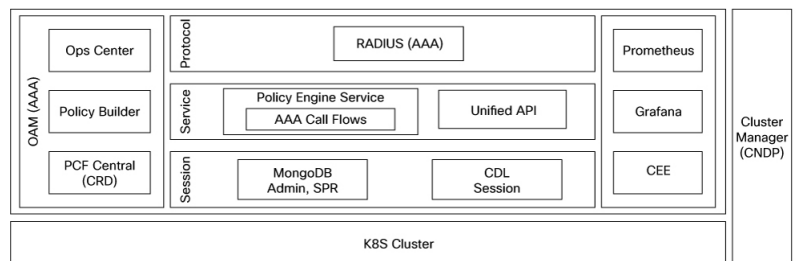 OAM (AAA)
Ops Center
Policy Builder
PCF Central
(CRD)
Protocol
RADIUS (AAA)
Service
Policy Engine Service
AAA Call Flows
Unified API
Session
MongoDB
Admin, SPR
CDL
Session
Prometheus
Grafana
CEE
Cluster
Manager
(CNDP)
K8S Cluster